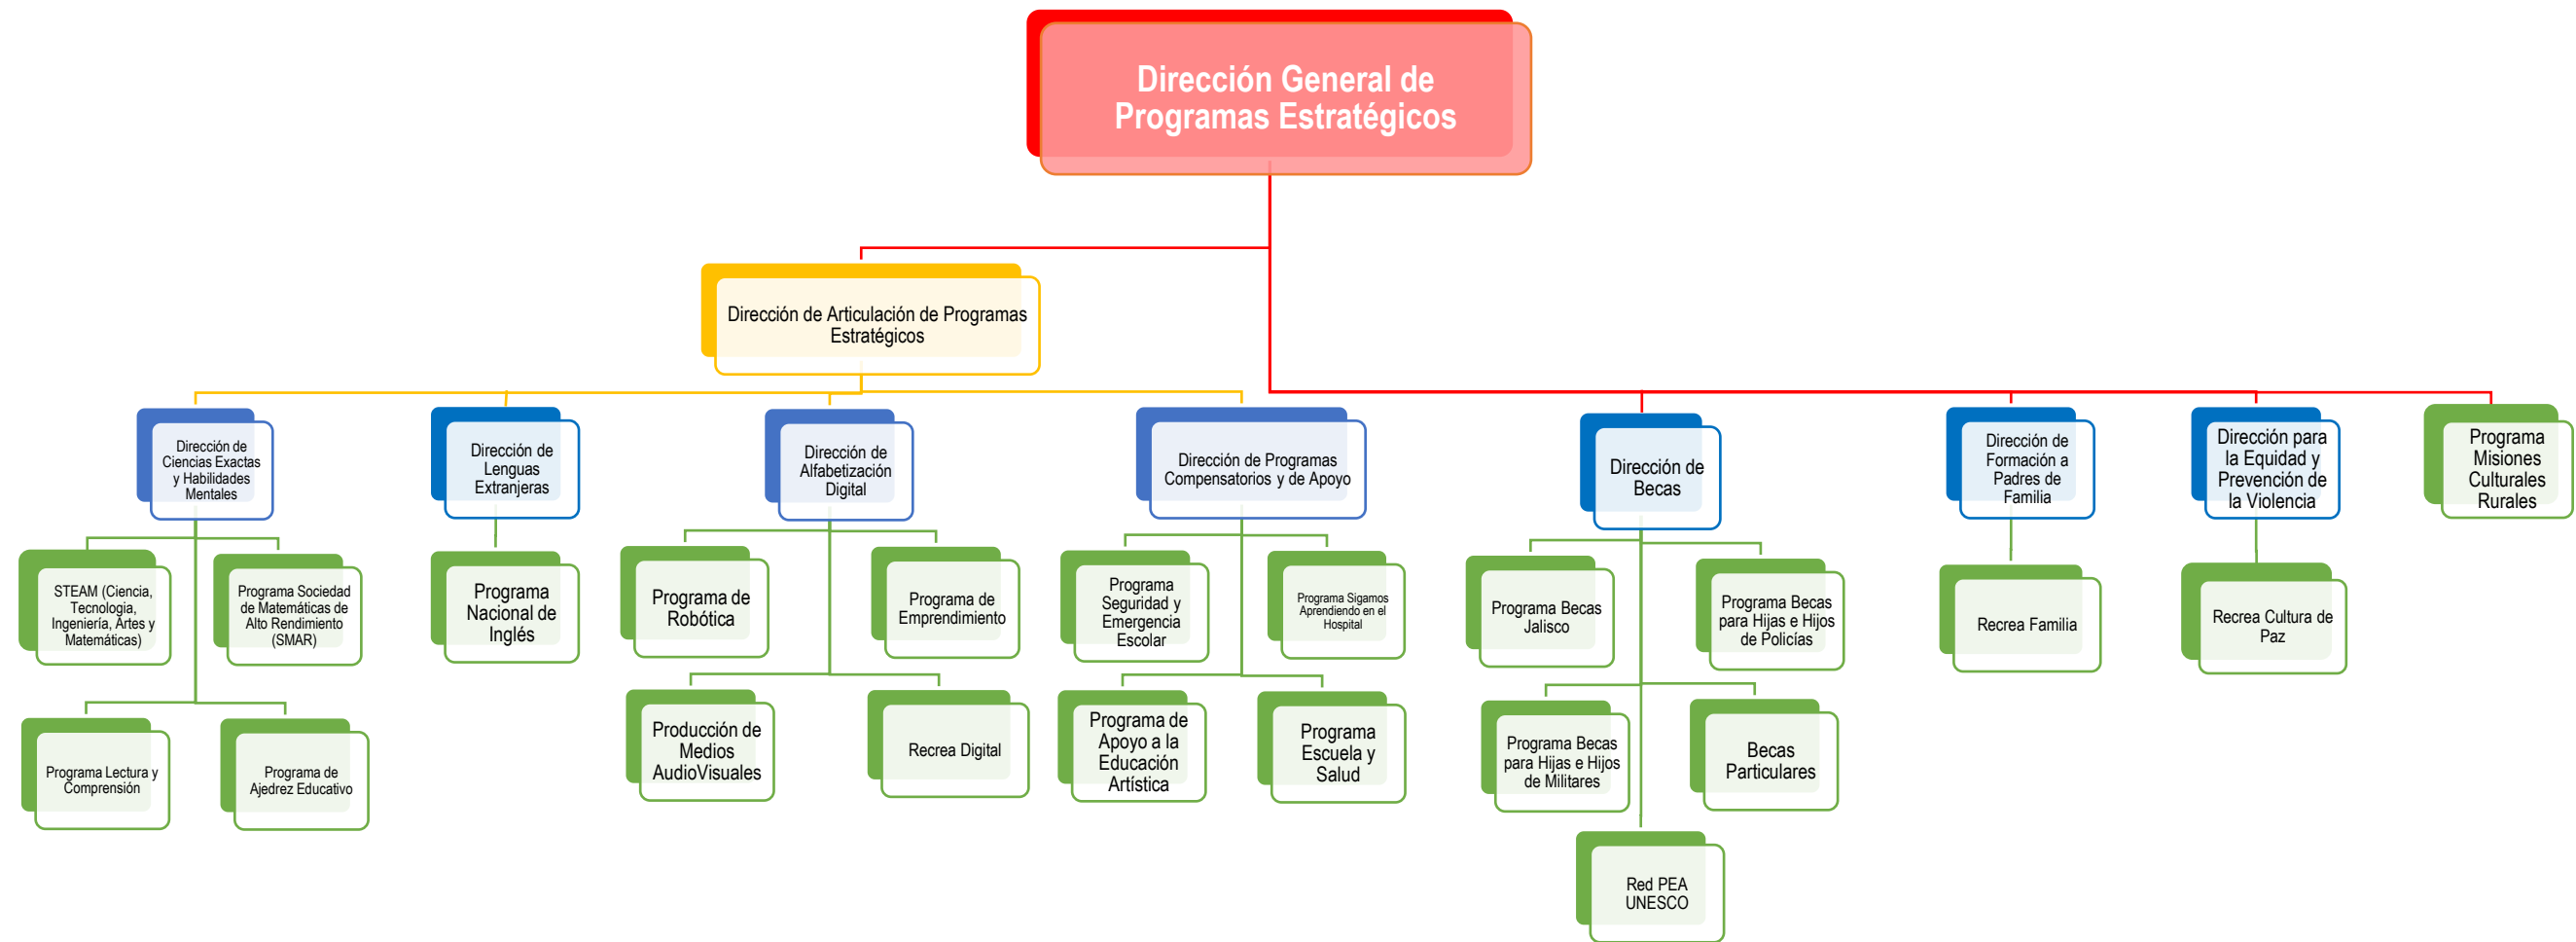 Dirección General de
Programas Estratégicos
Dirección de Articulación de Programas
Estratégicos
Dirección de
Ciencias Exactas
y Habilidades
Mentales
Dirección de
Lenguas
Extranjeras
Dirección de
Alfabetización
Digital
Dirección de Programas
Compensatorios y de Apoyo
Dirección de
Becas
Dirección de
Formación a
Padres de
Familia
Dirección para
la Equidad y
Prevención de
la Violencia
Programa
Misiones
Culturales
Rurales
STEAM (Ciencia,
Tecnologia,
Ingeniería, Artes y
Matemáticas)
Programa Sociedad
de Matemáticas de
Alto Rendimiento
(SMAR)
Programa
Nacional de
Inglés
Programa de
Robótica
Programa de
Emprendimiento
Programa
Seguridad y
Emergencia
Escolar
Programa Sigamos
Aprendiendo en el
Hospital
Programa Becas
Jalisco
Programa Becas
para Hijas e Hijos
de Policías
Recrea Familia
Recrea Cultura de
Paz
Programa Lectura y
Comprensión
Programa de
Ajedrez Educativo
Producción de
Medios
AudioVisuales
Recrea Digital
Programa de
Apoyo a la
Educación
Artística
Programa
Escuela y
Salud
Programa Becas
para Hijas e Hijos
de Militares
Becas
Particulares
Red PEA
UNESCO